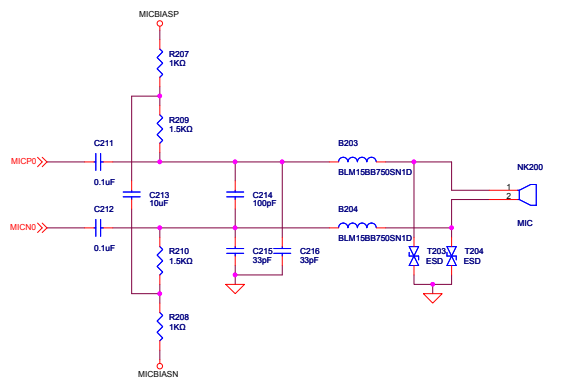 MICBIASP
R207
1KΩ
R209
1.5KΩ
C211
B203
MICP0
NK200
BLM15BB750SN1D
0.1uF
1
2
C213
10uF
C214
100pF
C212
B204
MICN0
MIC
BLM15BB750SN1D
0.1uF
R210
1.5KΩ
C215
33pF
C216
33pF
T203
ESD
T204
ESD
R208
1KΩ
MICBIASN